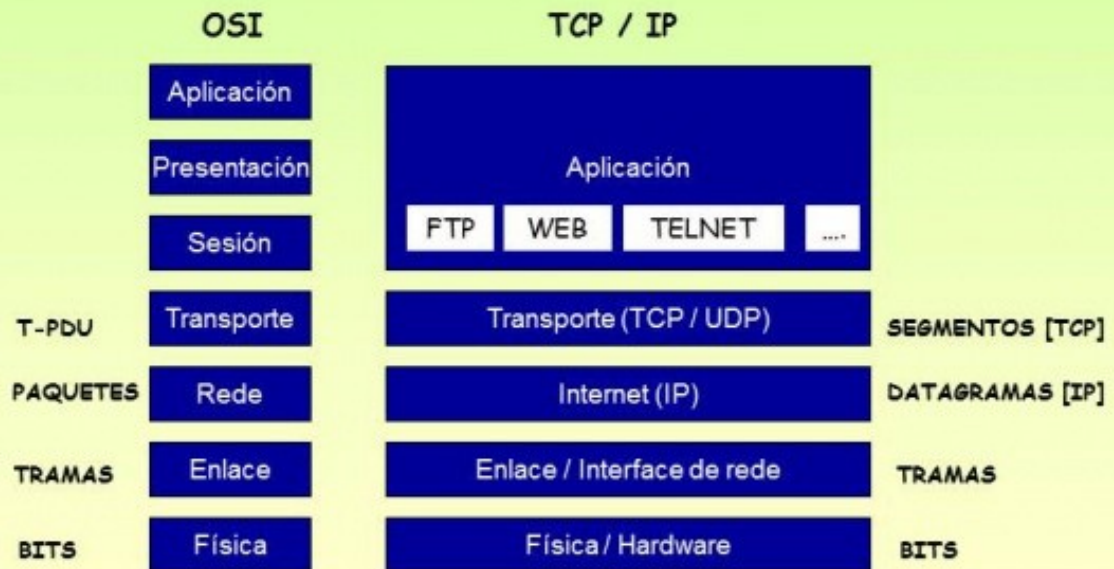 OSI TCP / IP
Aplicación
Presentación
Sesión
Aplicación
FTP WEB TELNET ....
T-PDU Transporte Transporte (TCP / UDP) SEGMENTOS [TCP]
PAQUETES Rede Internet (IP) DATAGRAMAS [IP]
TRAMAS Enlace Enlace / Interface de rede TRAMAS
BITS Física Física / Hardware BITS